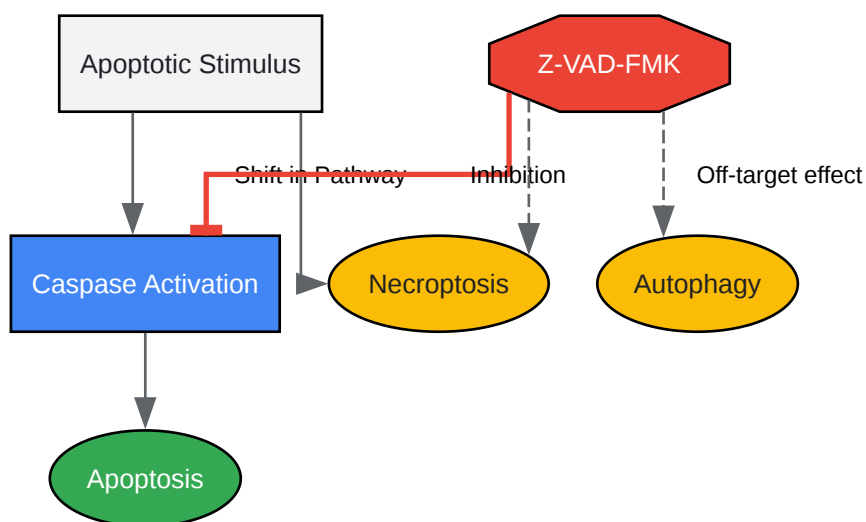 Apoptotic Stimulus
Z-VAD-FMK
Shift in Pathway
Inhibition
Off-target effect
Caspase Activation
Necroptosis
Autophagy
Apoptosis